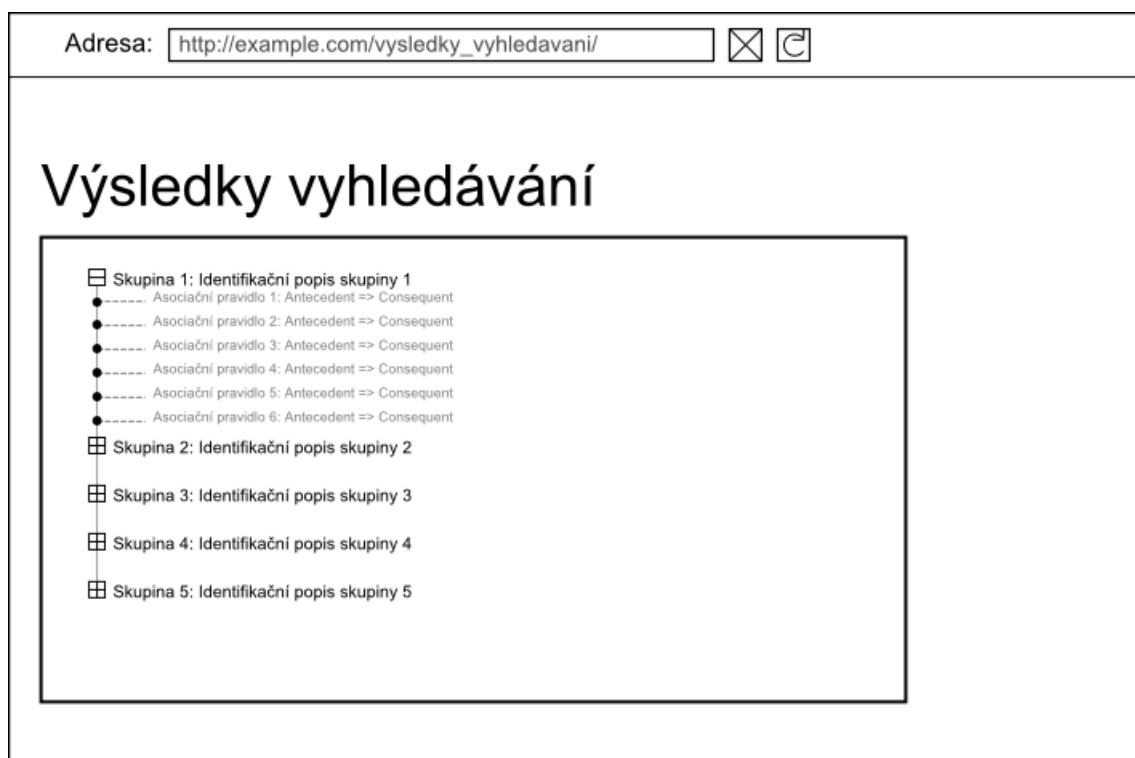 Adresa: http://example.com/vysledky_vyhledavani/
Výsledky vyhledávání
Skupina 1: Identifikační popis skupiny 1
Asociační pravidlo 1: Antecedent => Consequent
Asociační pravidlo 2: Antecedent => Consequent
Asociační pravidlo 3: Antecedent => Consequent
Asociační pravidlo 4: Antecedent => Consequent
Asociační pravidlo 5: Antecedent => Consequent
Asociační pravidlo 6: Antecedent => Consequent
Skupina 2: Identifikační popis skupiny 2
Skupina 3: Identifikační popis skupiny 3
Skupina 4: Identifikační popis skupiny 4
Skupina 5: Identifikační popis skupiny 5